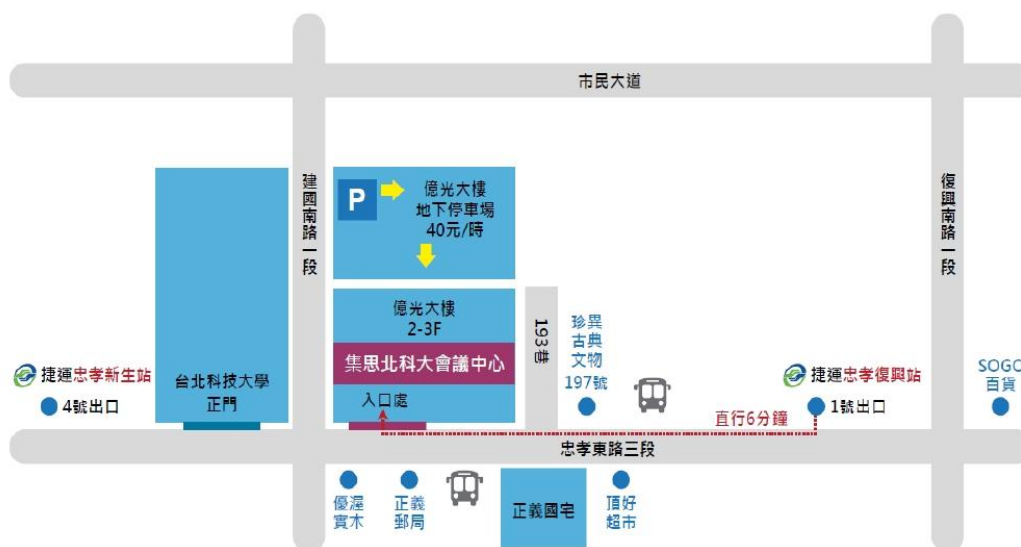 市民大道
建國南路一段
復興南路一段
P
億光大樓
地下停車場
40元/時
億光大樓
2-3F
集思北科大會議中心
入口處
193巷
珍異
古典
文物
197號
捷運忠孝新生站
4號出口
台北科技大學
正門
捷運忠孝復興站
1號出口
SOGO
百貨
直行6分鐘
忠孝東路三段
優渥
實木
正義
郵局
正義國宅
頂好
超市